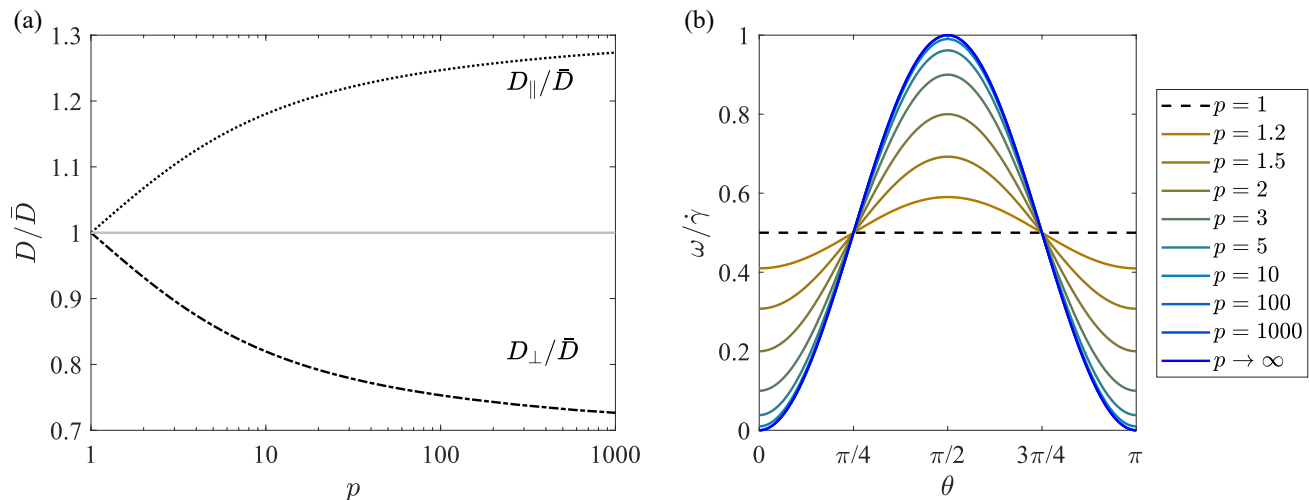 (a)
1.3
1.2
1.1
1
0.9
0.8
0.7
D/D̄
D∥/D̄
D⊥/D̄
1
10
100
1000
p
(b)
1
0.8
0.6
0.4
0.2
0
ω/γ̇
0
π/4
π/2
3π/4
π
θ
p = 1
p = 1.2
p = 1.5
p = 2
p = 3
p = 5
p = 10
p = 100
p = 1000
p → ∞